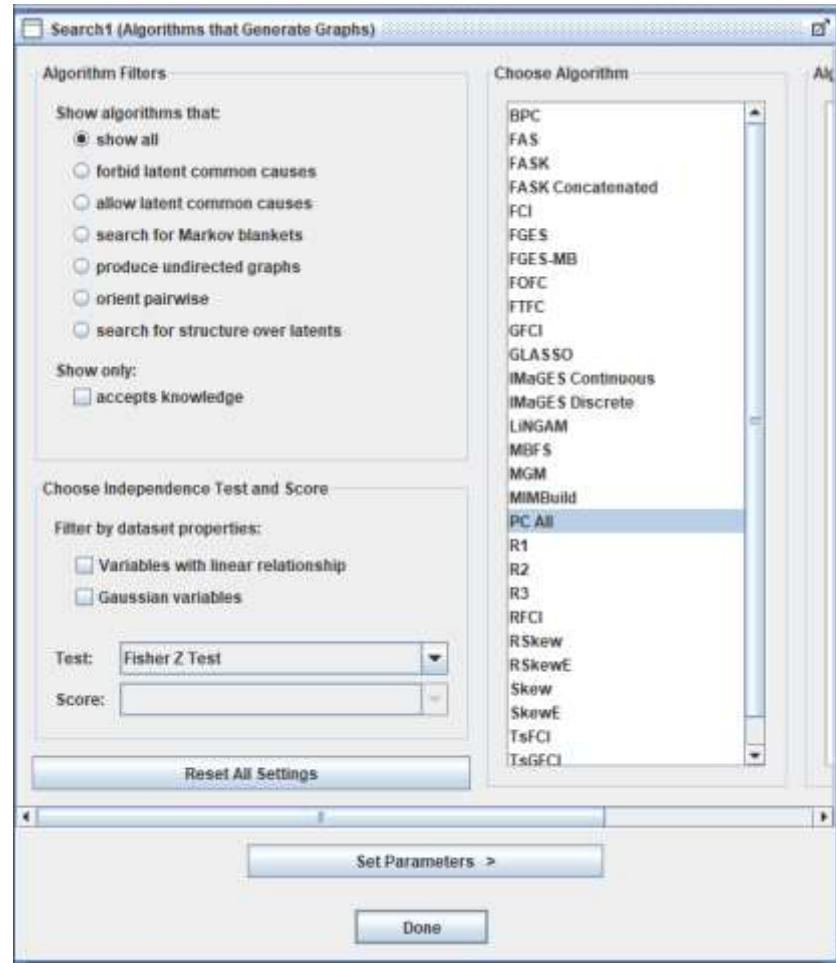 Search1 (Algorithms that Generate Graphs)
Algorithm Filters
Show algorithms that:
show all
forbid latent common causes
allow latent common causes
search for Markov blankets
produce undirected graphs
orient pairwise
search for structure over latents
Show only:
accepts knowledge
Choose Independence Test and Score
Filter by dataset properties:
Variables with linear relationship
Gaussian variables
Test: Fisher Z Test
Score:
Reset All Settings
Choose Algorithm
BPC
FAS
FASK
FASK Concatenated
FCI
FGES
FGES-MB
FOFC
FTFC
GFCI
GLASSO
IMaGES Continuous
IMaGES Discrete
LiNGAM
MBFS
MGM
MIMBuild
PC All
R1
R2
R3
RFCI
RSkew
RSkewE
Skew
SkewE
TsFCI
TsGFCI
Set Parameters >
Done